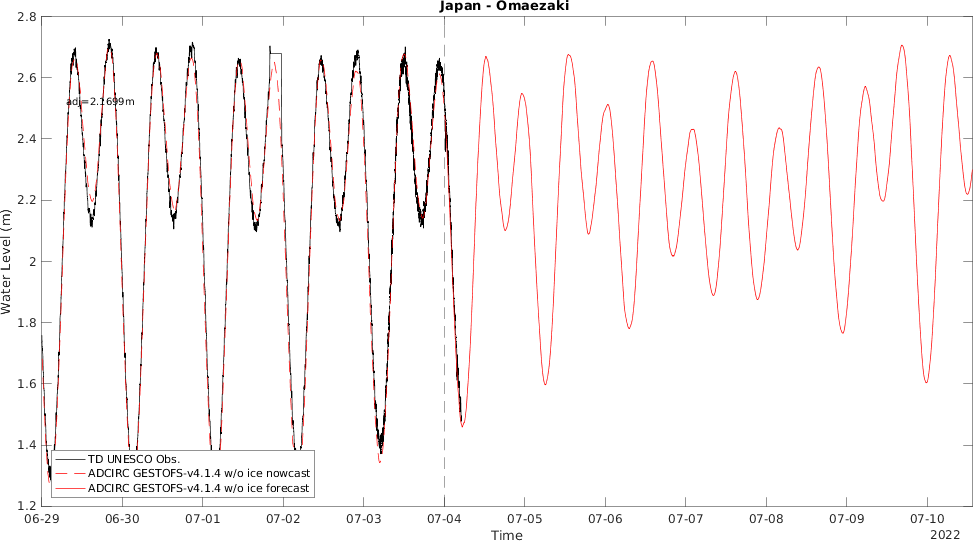 Japan - Omaezaki
2.8
2.6
2.4
2.2
2
1.8
1.6
1.4
1.2
Water Level (m)
adj=2.1699m
TD UNESCO Obs.
ADCIRC GESTOFS-v4.1.4 w/o ice nowcast
ADCIRC GESTOFS-v4.1.4 w/o ice forecast
06-29 06-30 07-01 07-02 07-03 07-04 07-05 07-06 07-07 07-08 07-09 07-10
Time
2022